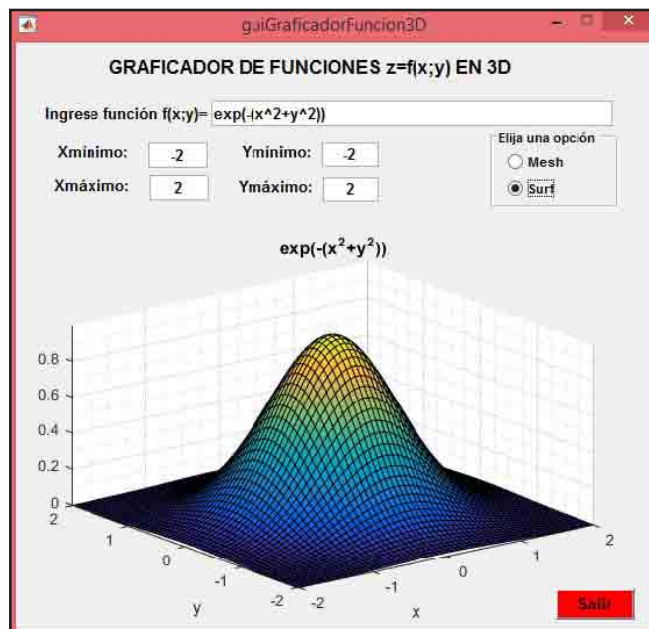 guiGraficadorFuncion3D
GRAFICADOR DE FUNCIONES z=f(x;y) EN 3D
Ingrese función f(x;y)= exp(-(x^2+y^2))
Elija una opción
Xmínimo: -2 Ymínimo: -2
Mesh
Xmáximo: 2 Ymáximo: 2
Surf
exp(-(x²+y²))
0.8
0.6
0.4
0.2
0
2
1
0
-1
-2
y
-2
-1
0
1
2
x
Salir